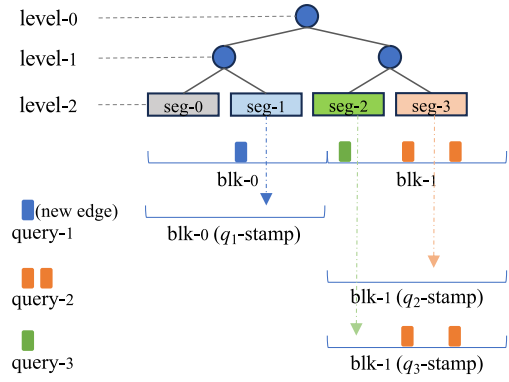 level-0
level-1
level-2
seg-0 seg-1 seg-2 seg-3
blk-0 blk-1
(new edge)
query-1
blk-0 (q₁-stamp)
query-2
blk-1 (q₂-stamp)
query-3
blk-1 (q₃-stamp)